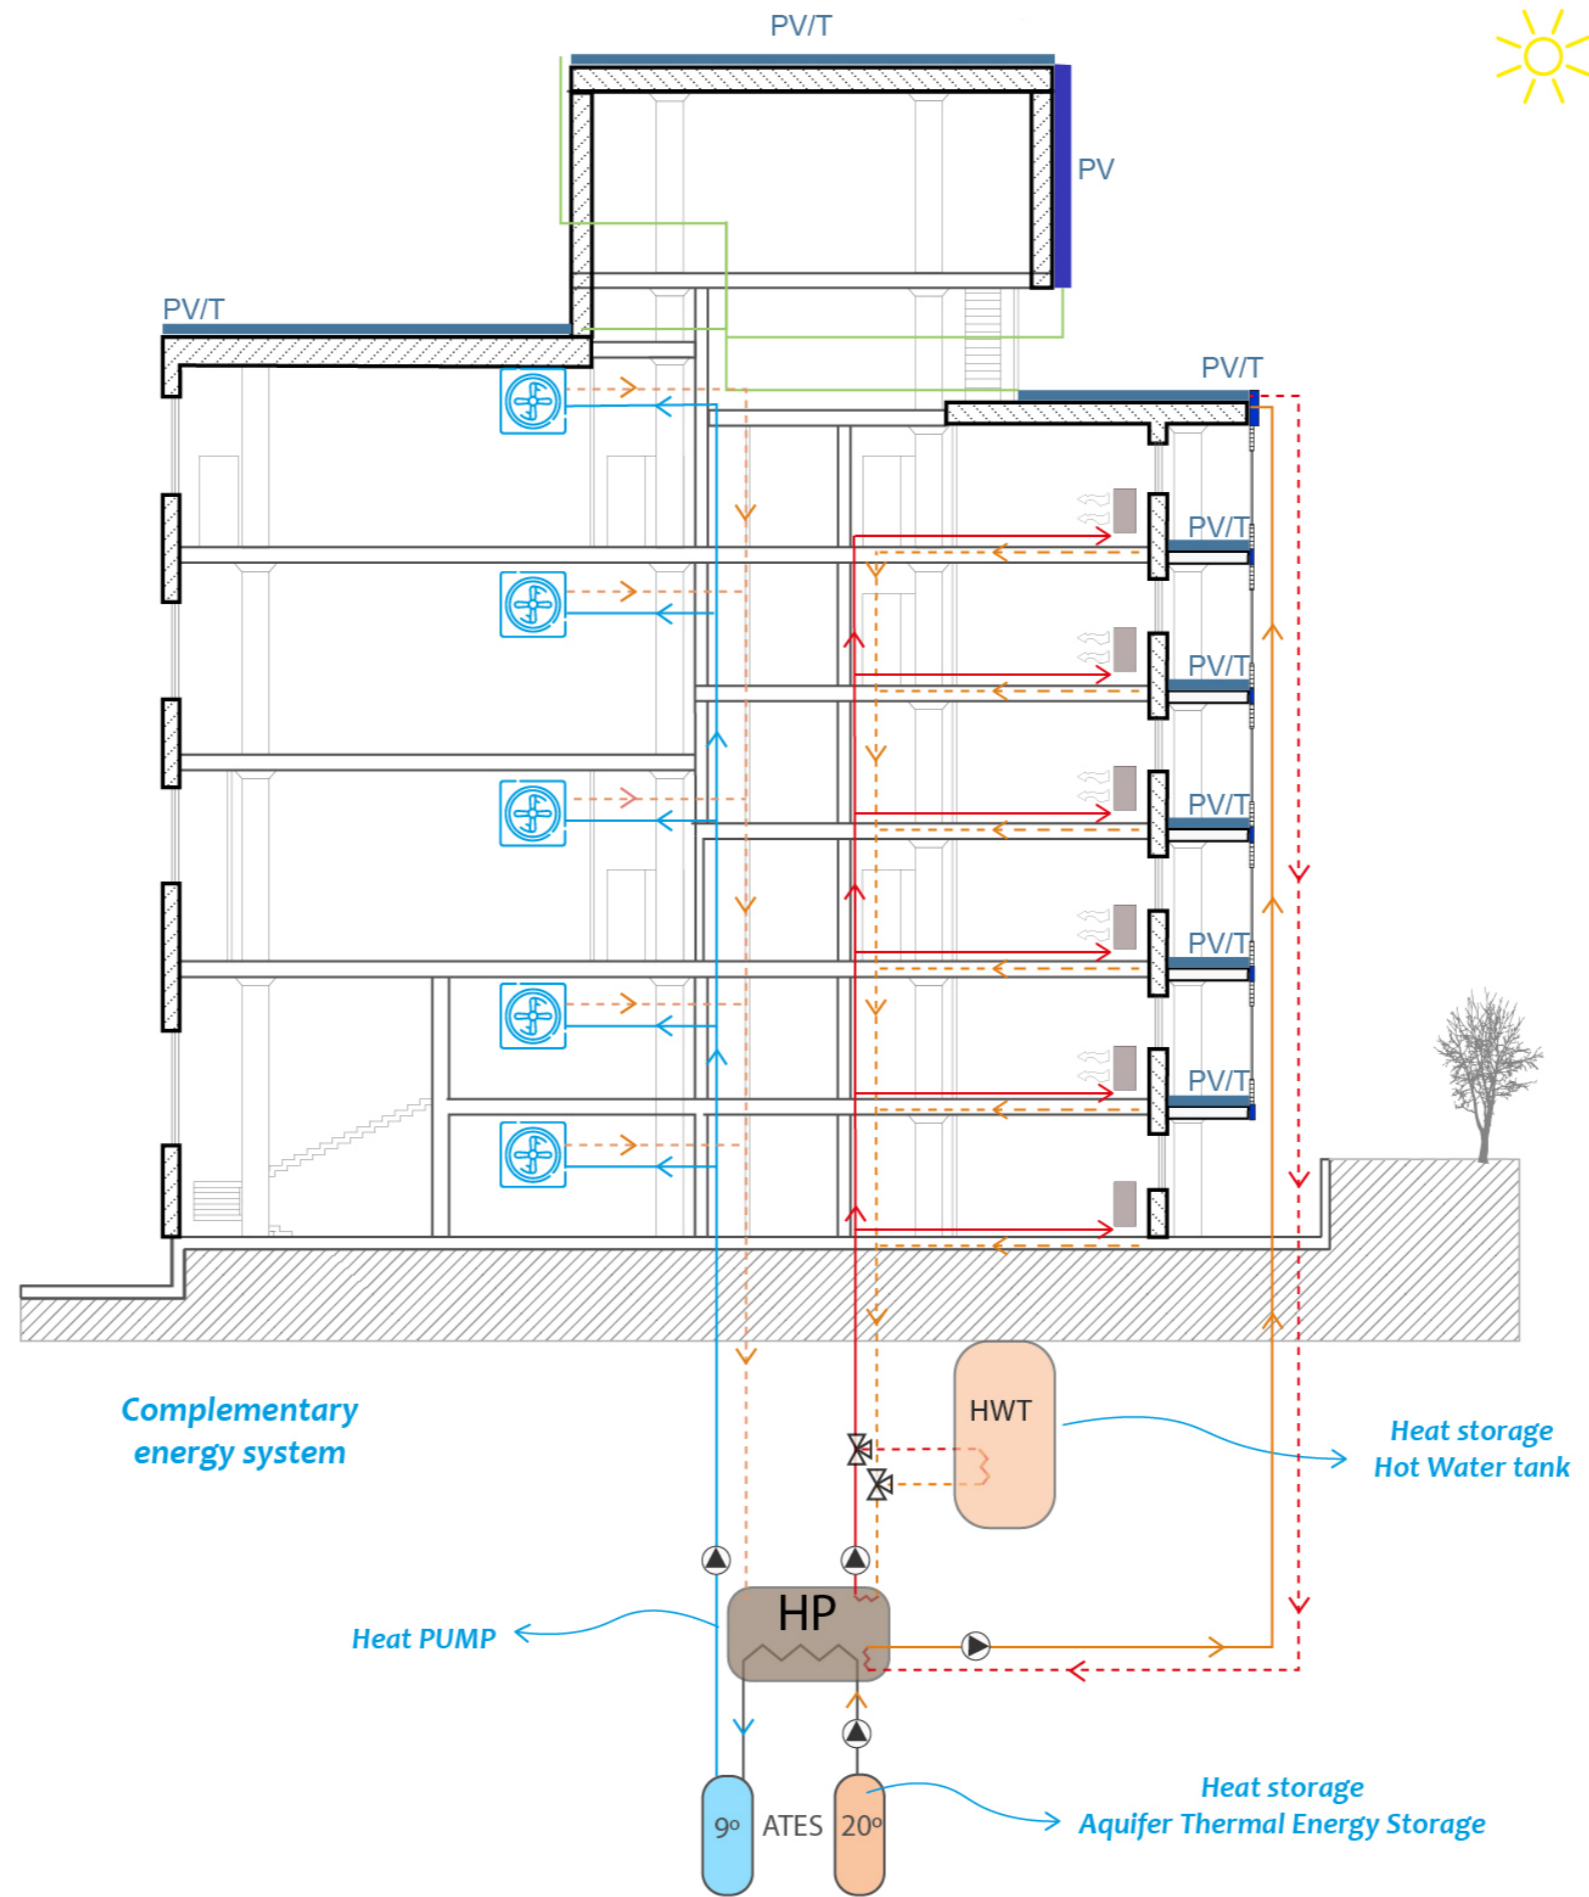 PV/T
PV
PV/T
PV/T
PV/T
PV/T
PV/T
PV/T
PV/T
Complementary
energy system
HWT
Heat storage
Hot Water tank
HP
Heat PUMP
9º
ATES
20º
Heat storage
Aquifer Thermal Energy Storage